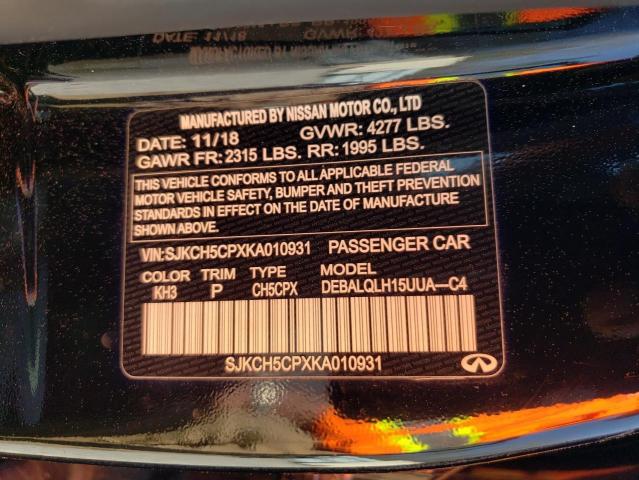 MANUFACTURED BY NISSAN MOTOR CO., LTD
DATE: 11/18 GVWR: 4277 LBS.
GAWR FR: 2315 LBS. RR: 1995 LBS.
THIS VEHICLE CONFORMS TO ALL APPLICABLE FEDERAL
MOTOR VEHICLE SAFETY, BUMPER AND THEFT PREVENTION
STANDARDS IN EFFECT ON THE DATE OF MANUFACTURE
SHOWN ABOVE.
VIN: SJKCH5CPXKA010931 PASSENGER CAR
COLOR TRIM TYPE MODEL
KH3 P CH5CPX DEBALQLH15UUA-C4
SJKCH5CPXKA010931